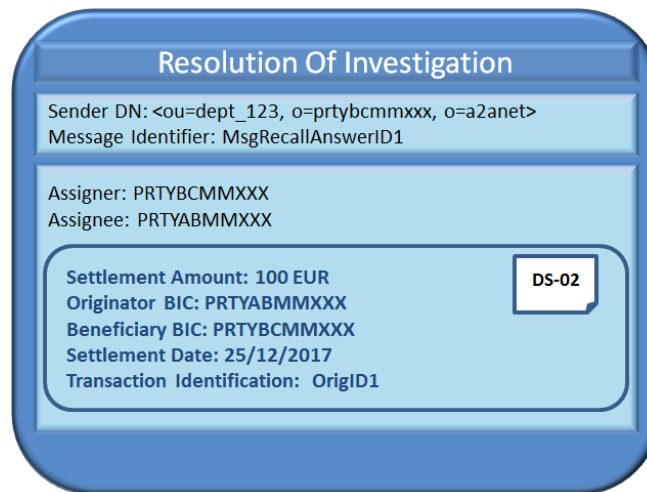 Resolution Of Investigation
Sender DN: <ou=dept_123, o=prtybcmmxxx, o=a2anet>
Message Identifier: MsgRecallAnswerID1
Assigner: PRTYBCMMXXX
Assignee: PRTYABMMXXX
Settlement Amount: 100 EUR
DS-02
Originator BIC: PRTYABMMXXX
Beneficiary BIC: PRTYBCMMXXX
Settlement Date: 25/12/2017
Transaction Identification: OrigID1